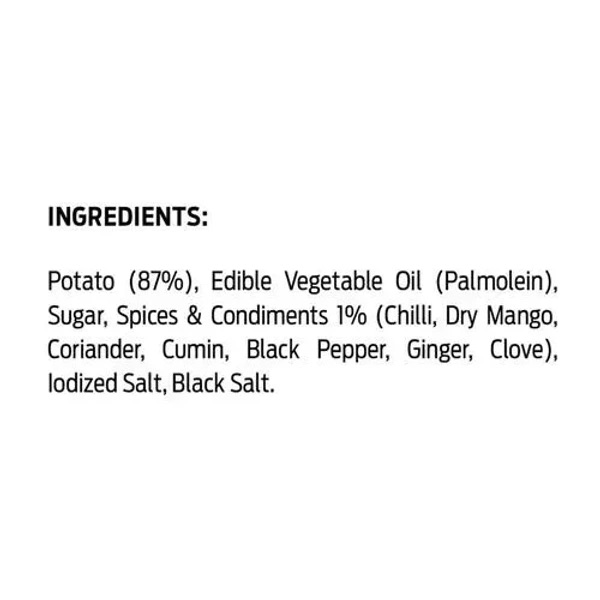 INGREDIENTS:
Potato (87%), Edible Vegetable Oil (Palmolein),
Sugar, Spices & Condiments 1% (Chilli, Dry Mango,
Coriander, Cumin, Black Pepper, Ginger, Clove),
Iodized Salt, Black Salt.